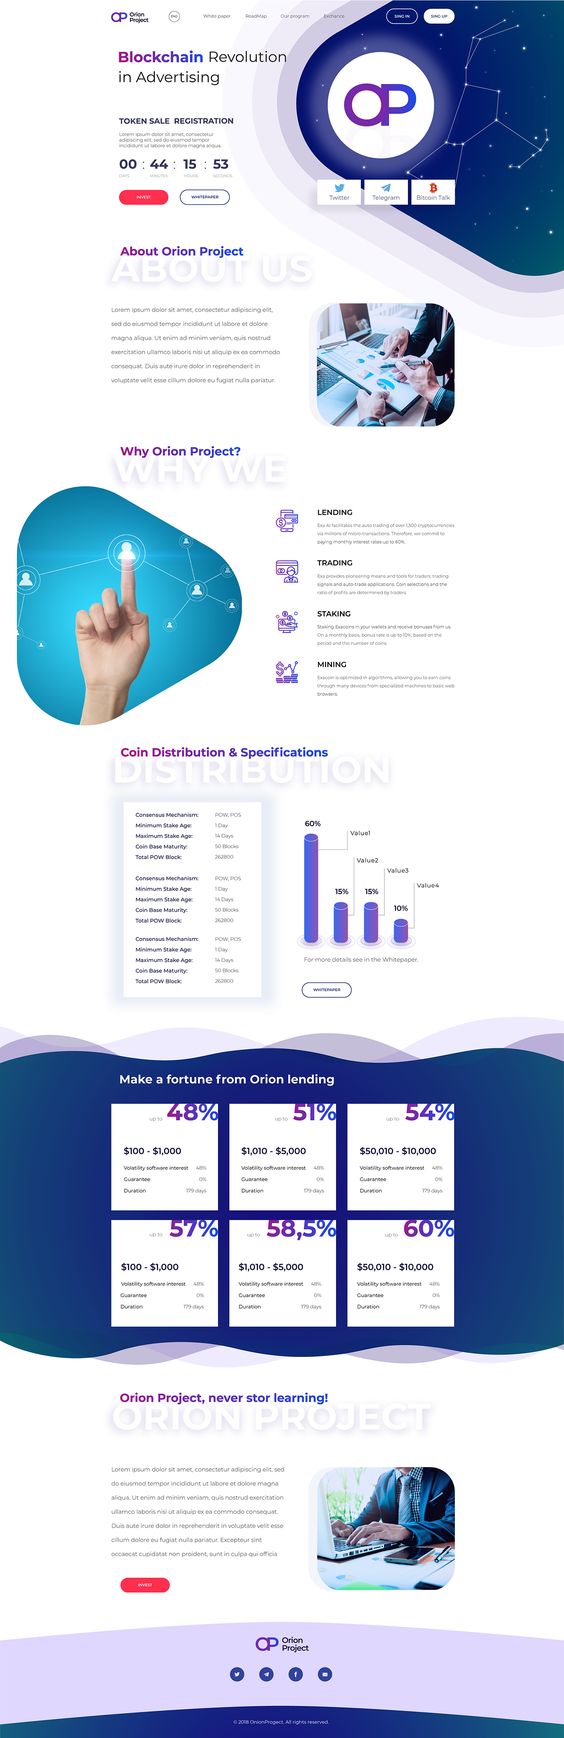 Orion
Project
ENG
White paper RoadMap Our program Exchance
SING IN SING UP
Blockchain Revolution
in Advertising
TOKEN SALE REGISTRATION
Lorem ipsum dolor sit amet, consectetur
adipiscing elit, sed do eiusmod tempor
incididunt ut labore et dolore magna aliqua.
00 : 44 : 15 : 53
DAYS MINUTES HOURS SECONDS
INVEST WHITEPAPER
OP
Twitter Telegram Bitcoin Talk
About Orion Project
ABOUT US
Lorem ipsum dolor sit amet, consectetur adipiscing elit,
sed do eiusmod tempor incididunt ut labore et dolore
magna aliqua. Ut enim ad minim veniam, quis nostrud
exercitation ullamco laboris nisi ut aliquip ex ea commodo
consequat. Duis aute irure dolor in reprehenderit in
voluptate velit esse cillum dolore eu fugiat nulla pariatur.
Why Orion Project?
WHY WE
LENDING
Exa AI facilitates the auto trading of over 1,300 cryptocurrencies
via millions of micro-transactions. Therefore, we commit to
paying monthly interest rates up to 60%.
TRADING
Exa provides pioneering means and tools for traders: trading
signals and auto-trade applications. Coin selections and the
ratio of profits are determined by traders.
STAKING
Staking Exacoins in your wallets and receive bonuses from us.
On a monthly basis, bonus rate is up to 10%, based on the
period and the number of coins
MINING
Exacoin is optimized in algorithms, allowing you to earn coins
through many devices from specialized machines to basic web
browsers.
Coin Distribution & Specifications
DISTRIBUTION
Consensus Mechanism: POW, POS
Minimum Stake Age: 1 Day
Maximum Stake Age: 14 Days
Coin Base Maturity: 50 Blocks
Total POW Block: 262800
Consensus Mechanism: POW, POS
Minimum Stake Age: 1 Day
Maximum Stake Age: 14 Days
Coin Base Maturity: 50 Blocks
Total POW Block: 262800
Consensus Mechanism: POW, POS
Minimum Stake Age: 1 Day
Maximum Stake Age: 14 Days
Coin Base Maturity: 50 Blocks
Total POW Block: 262800
60%
Value1
Value2
Value3
15% 15%
Value4
10%
For more details see in the Whitepaper.
WHITEPAPER
Make a fortune from Orion lending
up to 48%
$100 - $1,000
Volatility software interest 48%
Guarantee 0%
Duration 179 days
up to 51%
$1,010 - $5,000
Volatility software interest 48%
Guarantee 0%
Duration 179 days
up to 54%
$50,010 - $10,000
Volatility software interest 48%
Guarantee 0%
Duration 179 days
up to 57%
$100 - $1,000
Volatility software interest 48%
Guarantee 0%
Duration 179 days
up to 58,5%
$1,010 - $5,000
Volatility software interest 48%
Guarantee 0%
Duration 179 days
up to 60%
$50,010 - $10,000
Volatility software interest 48%
Guarantee 0%
Duration 179 days
Orion Project, never stor learning!
ORION PROJECT
Lorem ipsum dolor sit amet, consectetur adipiscing elit, sed
do eiusmod tempor incididunt ut labore et dolore magna
aliqua. Ut enim ad minim veniam, quis nostrud exercitation
ullamco laboris nisi ut aliquip ex ea commodo consequat.
Duis aute irure dolor in reprehenderit in voluptate velit esse
cillum dolore eu fugiat nulla pariatur. Excepteur sint
occaecat cupidatat non proident, sunt in culpa qui officia
INVEST
Orion
Project
© 2018 OnionProgect. All rights reserved.